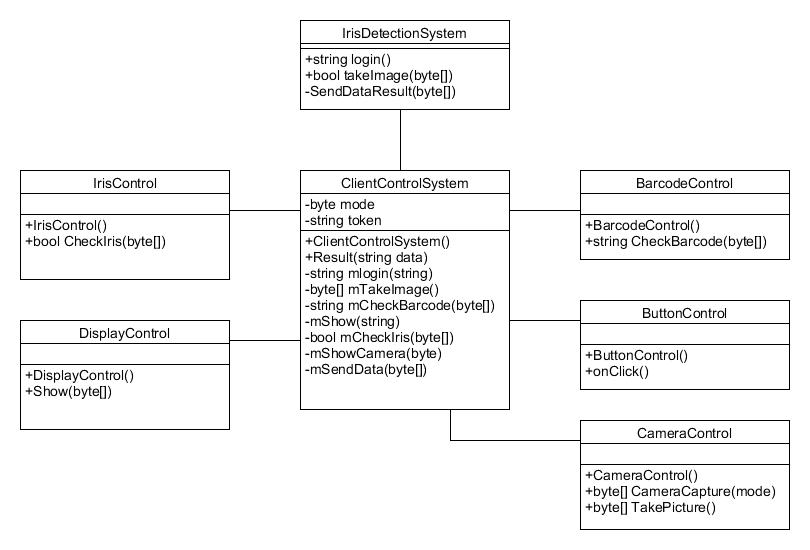 IrisDetectionSystem
+string login()
+bool takeImage(byte[])
-SendDataResult(byte[])
IrisControl
+IrisControl()
+bool CheckIris(byte[])
ClientControlSystem
-byte mode
-string token
+ClientControlSystem()
+Result(string data)
-string mlogin(string)
-byte[] mTakeImage()
-string mCheckBarcode(byte[])
-mShow(string)
-bool mCheckIris(byte[])
-mShowCamera(byte)
-mSendData(byte[])
BarcodeControl
+BarcodeControl()
+string CheckBarcode(byte[])
DisplayControl
+DisplayControl()
+Show(byte[])
ButtonControl
+ButtonControl()
+onClick()
CameraControl
+CameraControl()
+byte[] CameraCapture(mode)
+byte[] TakePicture()